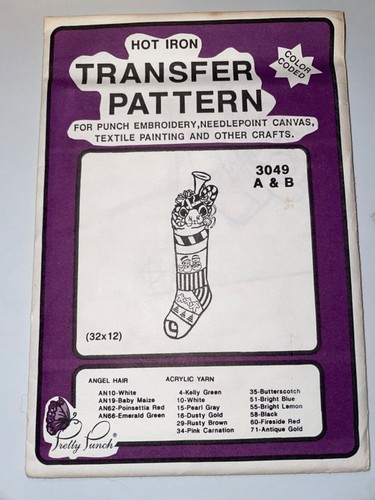 HOT IRON
TRANSFER
PATTERN
COLOR
CODED
FOR PUNCH EMBROIDERY, NEEDLEPOINT CANVAS,
TEXTILE PAINTING AND OTHER CRAFTS.
3049
A & B
(32x12)
ANGEL HAIR
AN10-White
AN19-Baby Maize
AN62-Poinsettia Red
AN66-Emerald Green
ACRYLIC YARN
4-Kelly Green
10-White
15-Pearl Gray
16-Dusty Gold
29-Rusty Brown
34-Pink Carnation
35-Butterscotch
51-Bright Blue
55-Bright Lemon
58-Black
60-Fireside Red
71-Antique Gold
Pretty Punch®